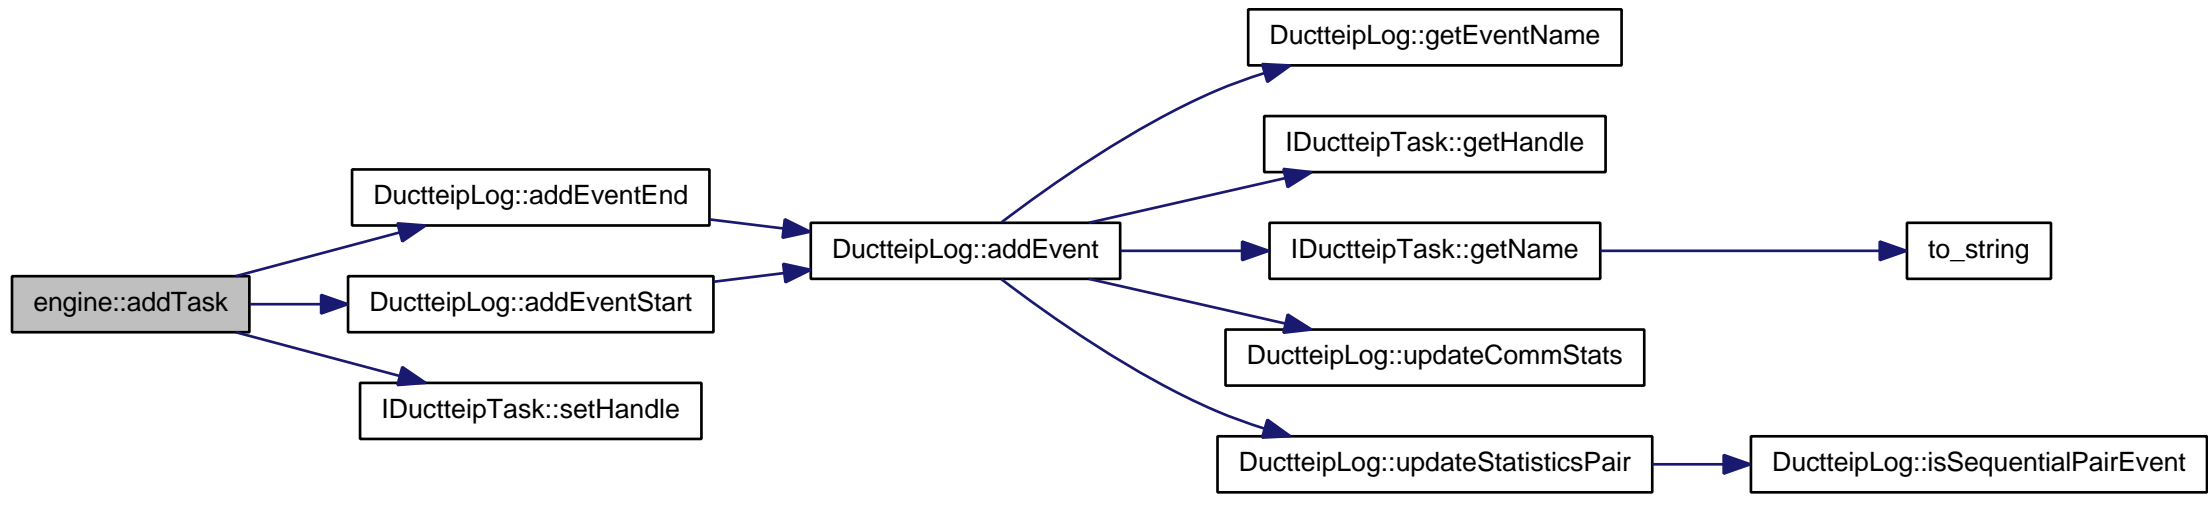 engine::addTask
DuctteipLog::addEventEnd
DuctteipLog::addEventStart
IDuctteipTask::setHandle
DuctteipLog::addEvent
DuctteipLog::getEventName
IDuctteipTask::getHandle
IDuctteipTask::getName
DuctteipLog::updateCommStats
DuctteipLog::updateStatisticsPair
to_string
DuctteipLog::isSequentialPairEvent